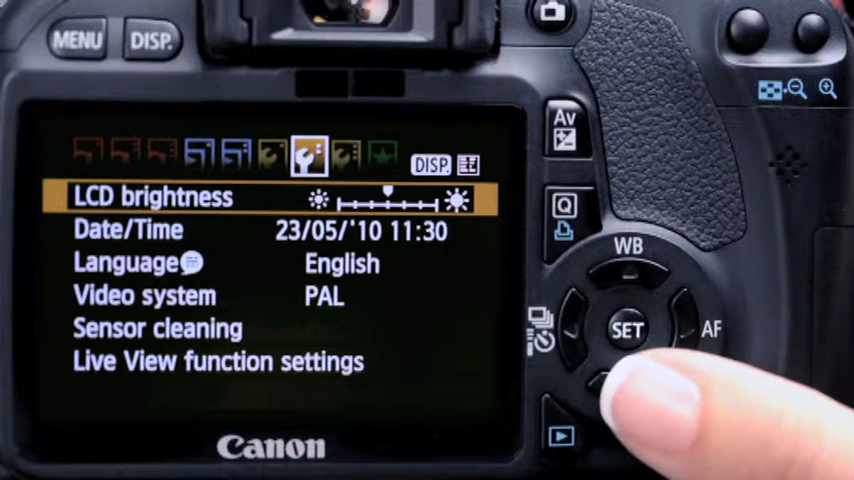 MENU DISP.
Av
DISP.
LCD brightness
Date/Time 23/05/'10 11:30
Language English
Video system PAL
Sensor cleaning
Live View function settings
Q
WB
SET
AF
Canon